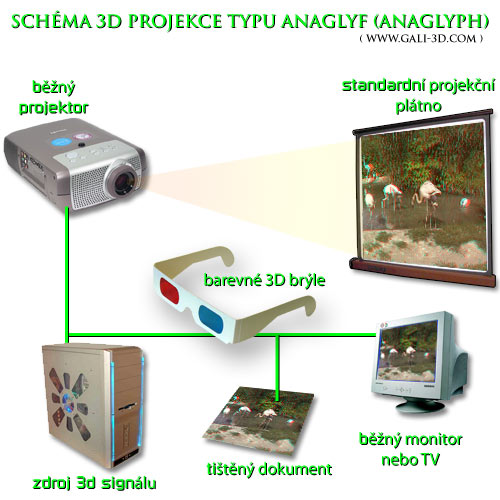 SCHÉMA 3D PROJEKCE TYPU ANAGLYF (ANAGLYPH)
( WWW.GALI-3D.COM )
běžný
projektor
standardní projekční
plátno
barevné 3D brýle
běžný monitor
nebo TV
tištěný dokument
zdroj 3d signálu